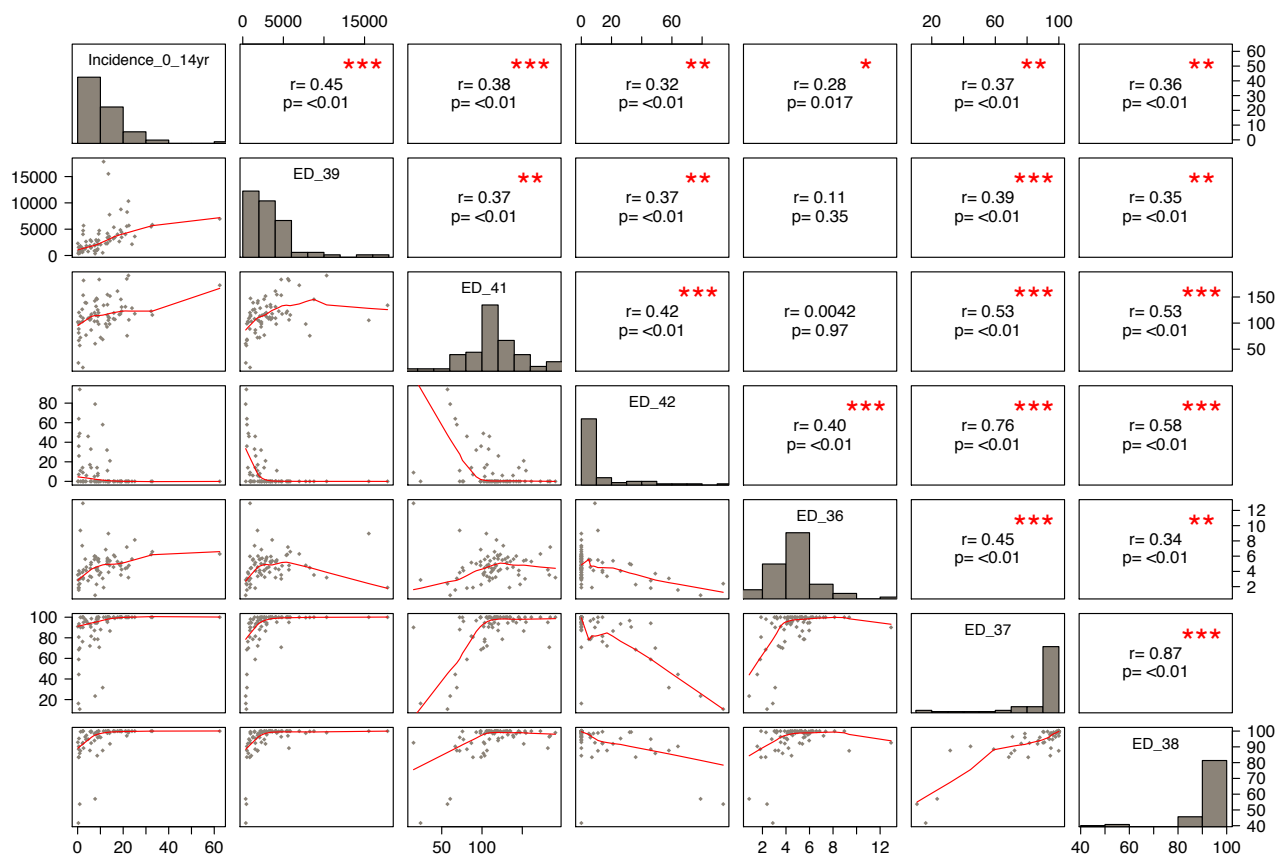 0 5000 15000 0 20 60 20 60 100
Incidence_0_14yr
***
r= 0.45
p= <0.01
***
r= 0.38
p= <0.01
**
r= 0.32
p= <0.01
*
r= 0.28
p= 0.017
**
r= 0.37
p= <0.01
**
r= 0.36
p= <0.01
60
50
40
30
20
10
0
15000
10000
5000
0
ED_39
**
r= 0.37
p= <0.01
**
r= 0.37
p= <0.01
r= 0.11
p= 0.35
***
r= 0.39
p= <0.01
**
r= 0.35
p= <0.01
ED_41
***
r= 0.42
p= <0.01
r= 0.0042
p= 0.97
***
r= 0.53
p= <0.01
***
r= 0.53
p= <0.01
150
100
50
80
60
40
20
0
ED_42
***
r= 0.40
p= <0.01
***
r= 0.76
p= <0.01
***
r= 0.58
p= <0.01
ED_36
***
r= 0.45
p= <0.01
**
r= 0.34
p= <0.01
12
10
8
6
4
2
100
80
60
40
20
ED_37
***
r= 0.87
p= <0.01
ED_38
100
90
80
70
60
50
40
0 20 40 60 50 100 2 4 6 8 12 40 60 80 100